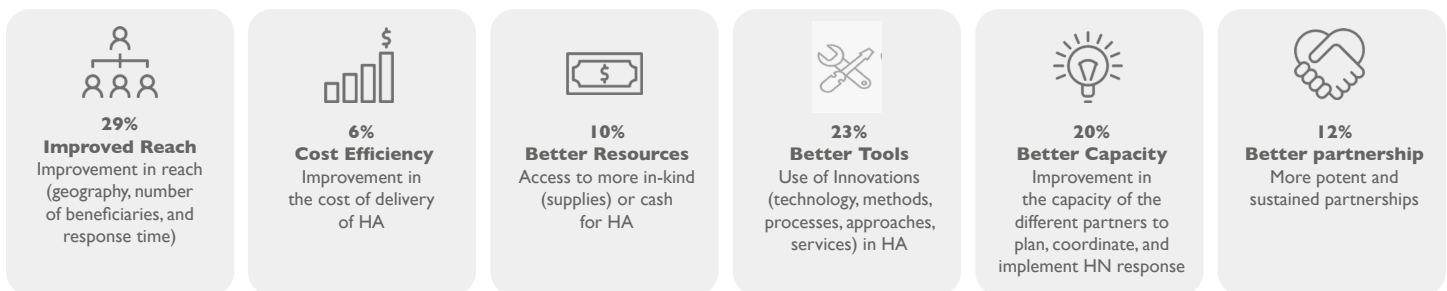 $
29%
Improved Reach
Improvement in reach
(geography, number
of beneficiaries, and
response time)
$
6%
Cost Efficiency
Improvement in
the cost of delivery
of HA
$
10%
Better Resources
Access to more in-kind
(supplies) or cash
for HA
23%
Better Tools
Use of Innovations
(technology, methods,
processes, approaches,
services) in HA
20%
Better Capacity
Improvement in
the capacity of the
different partners to
plan, coordinate, and
implement HN response
12%
Better partnership
More potent and
sustained partnerships